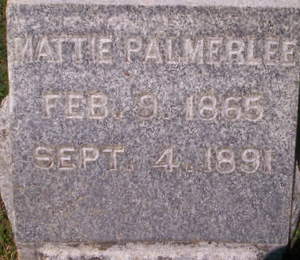 MATTIE PALMERLEE
FEB. 9. 1865
SEPT. 4. 1891